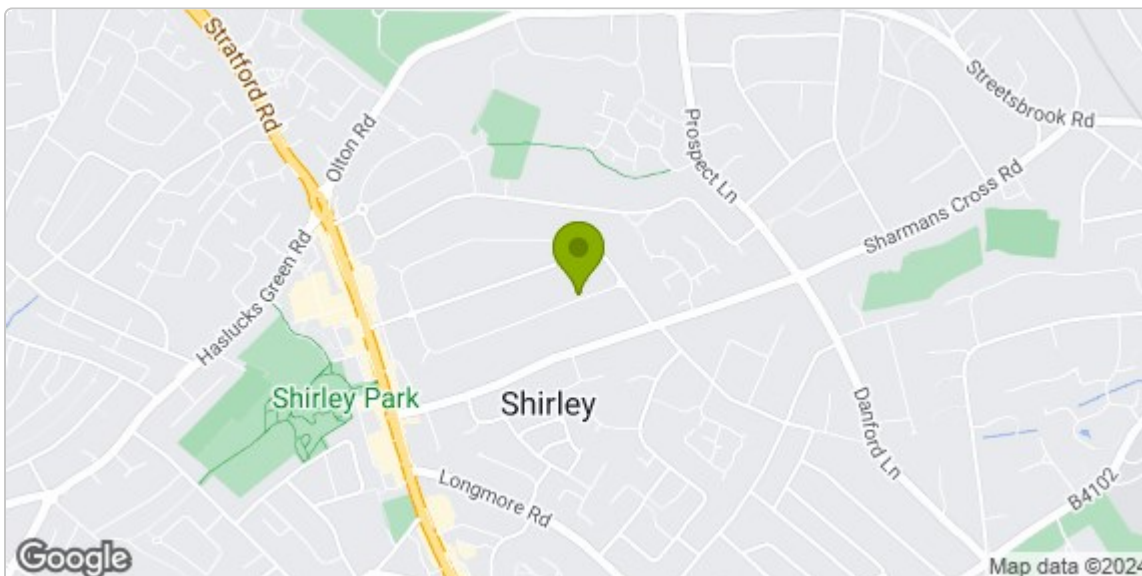 Stratford Rd
Olton Rd
Prospect Ln
Streetsbrook Rd
Sharmans Cross Rd
Haslucks Green Rd
Shirley Park
Shirley
Danford Ln
Longmore Rd
B4102
Google
Map data ©2024